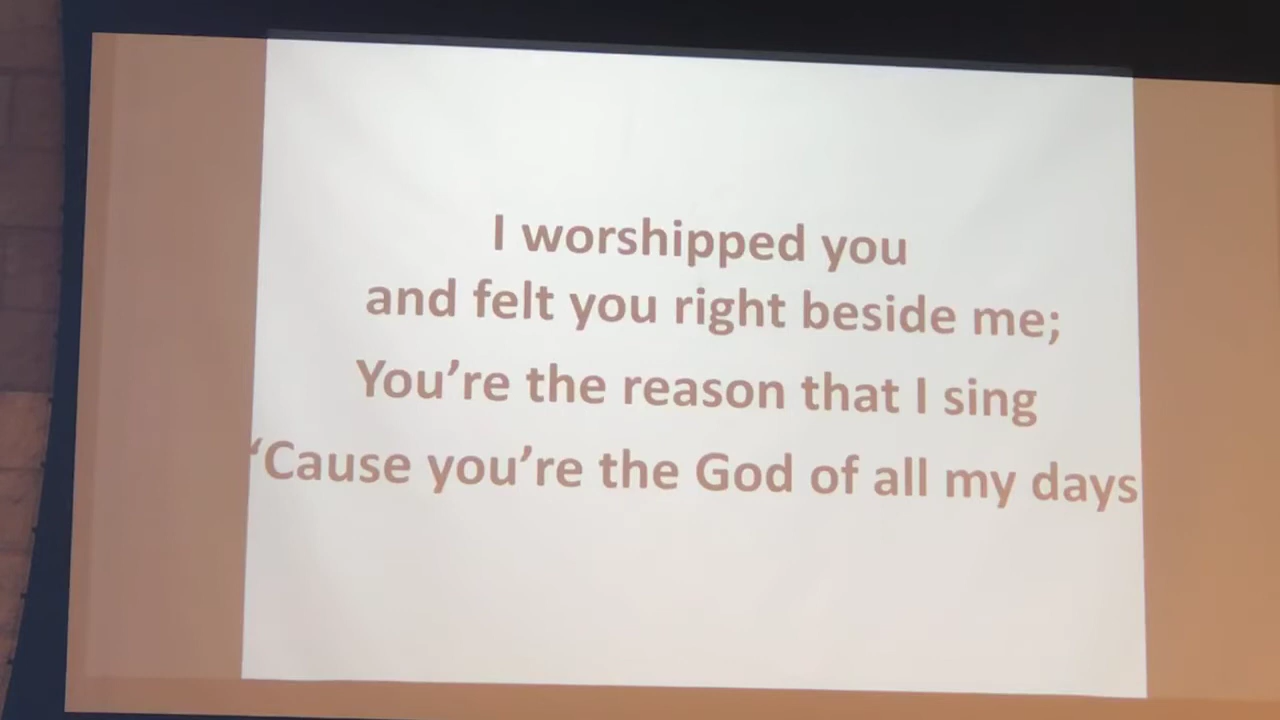 I worshipped you
and felt you right beside me;
You’re the reason that I sing
‘Cause you’re the God of all my days